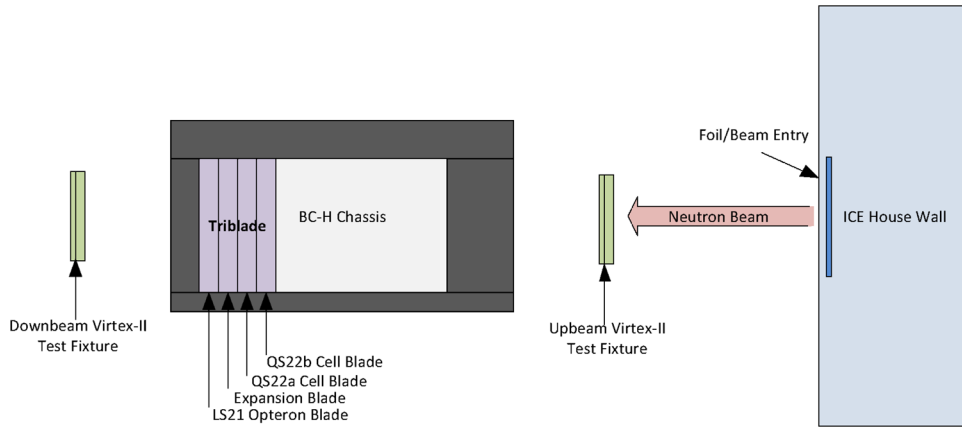 Foil/Beam Entry
Triblade
BC-H Chassis
Neutron Beam
ICE House Wall
Downbeam Virtex-II
Test Fixture
Upbeam Virtex-II
Test Fixture
QS22b Cell Blade
QS22a Cell Blade
Expansion Blade
LS21 Opteron Blade